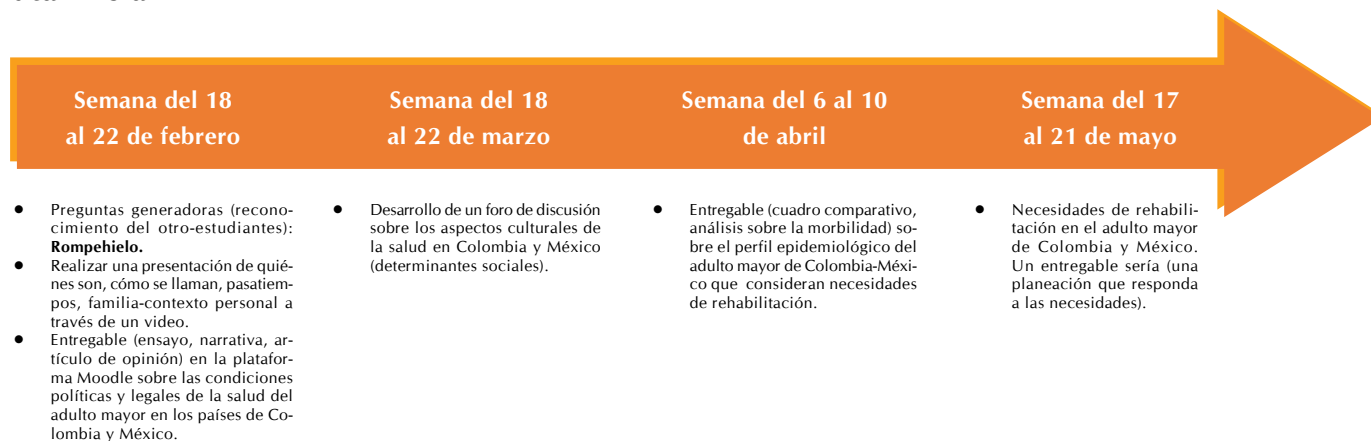 Semana del 18
al 22 de febrero
Semana del 18
al 22 de marzo
Semana del 6 al 10
de abril
Semana del 17
al 21 de mayo
● Preguntas generadoras (recono-
cimiento del otro-estudiantes):
Rompehielo.
● Realizar una presentación de quié-
nes son, cómo se llaman, pasatiem-
pos, familia-contexto personal a
través de un video.
● Entregable (ensayo, narrativa, ar-
tículo de opinión) en la platafor-
ma Moodle sobre las condiciones
políticas y legales de la salud del
adulto mayor en los países de Co-
lombia y México.
● Desarrollo de un foro de discusión
sobre los aspectos culturales de
la salud en Colombia y México
(determinantes sociales).
● Entregable (cuadro comparativo,
análisis sobre la morbilidad) so-
bre el perfil epidemiológico del
adulto mayor de Colombia-Méxi-
co que consideran necesidades
de rehabilitación.
● Necesidades de rehabili-
tación en el adulto mayor
de Colombia y México.
Un entregable sería (una
planeación que responda
a las necesidades).